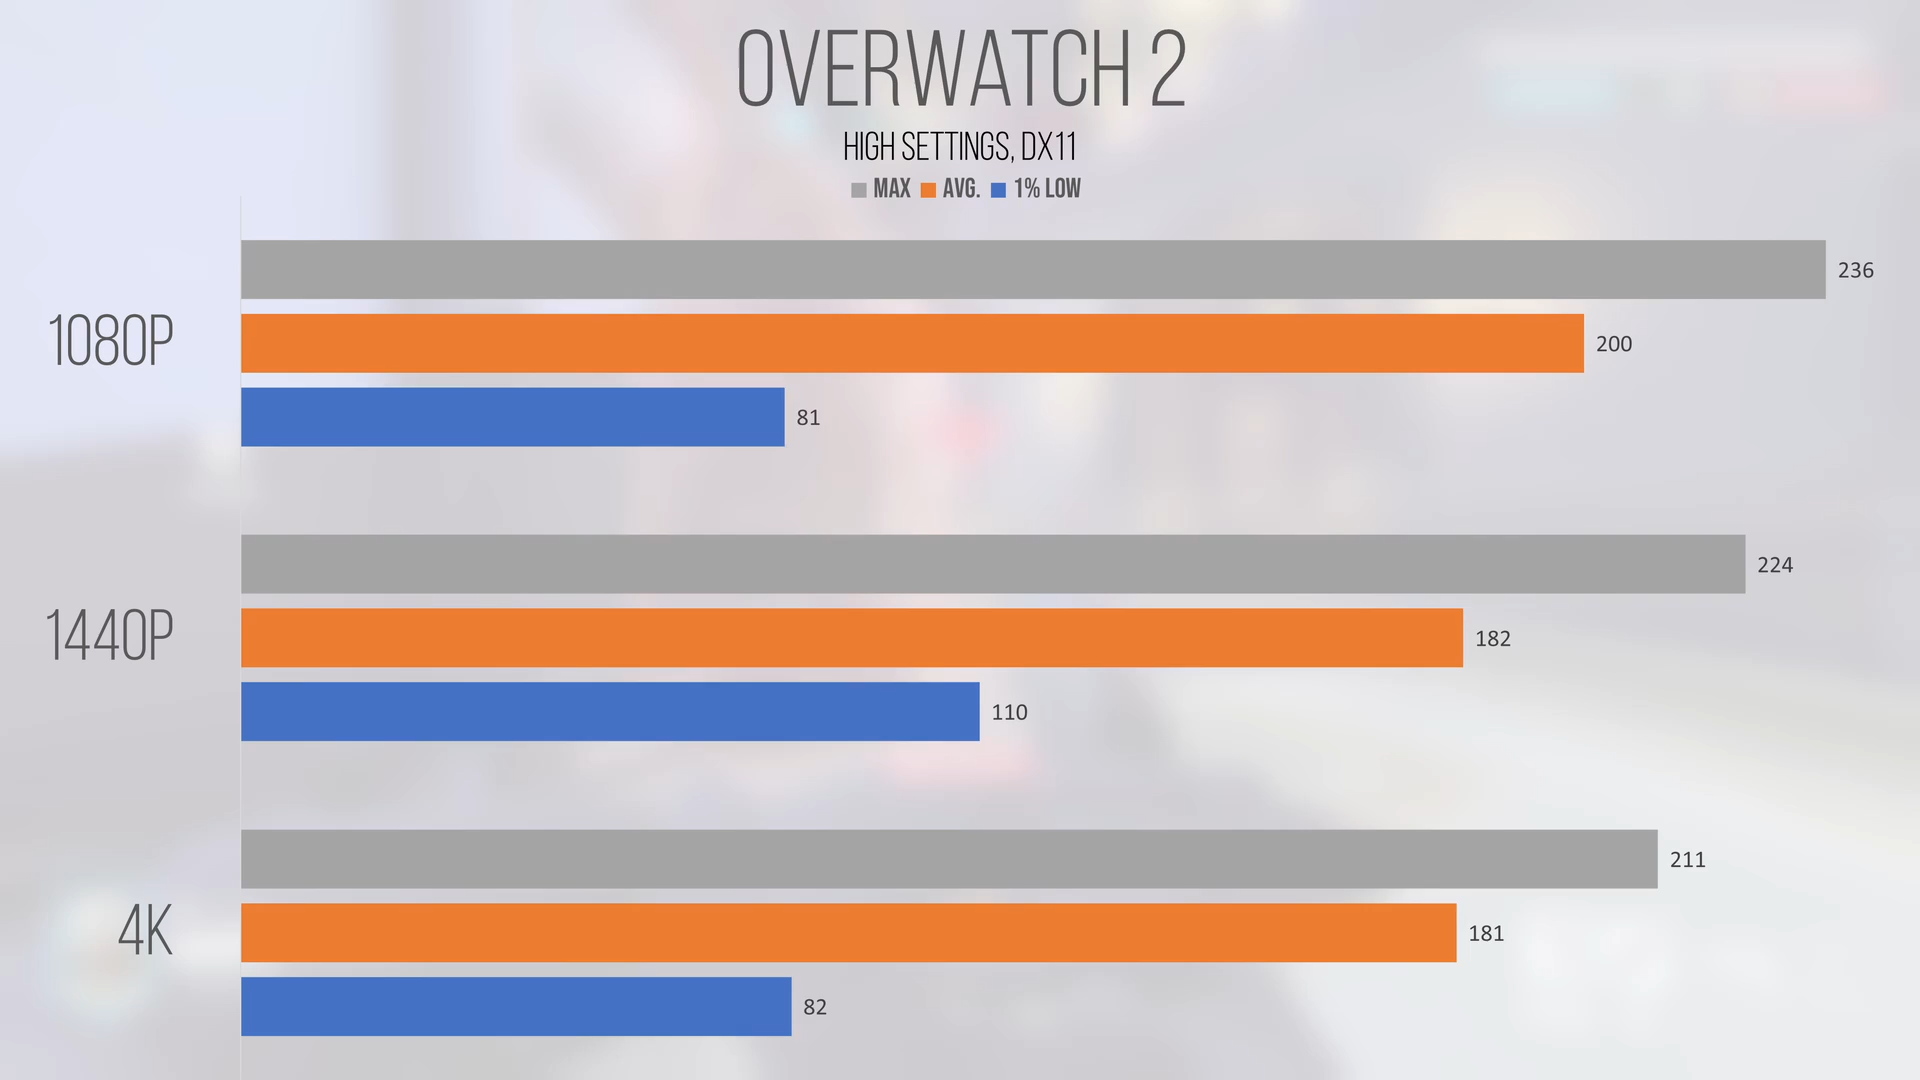 OVERWATCH 2
HIGH SETTINGS, DX11
MAX AVG. 1% LOW
1080P
236
200
81
1440P
224
182
110
4K
211
181
82